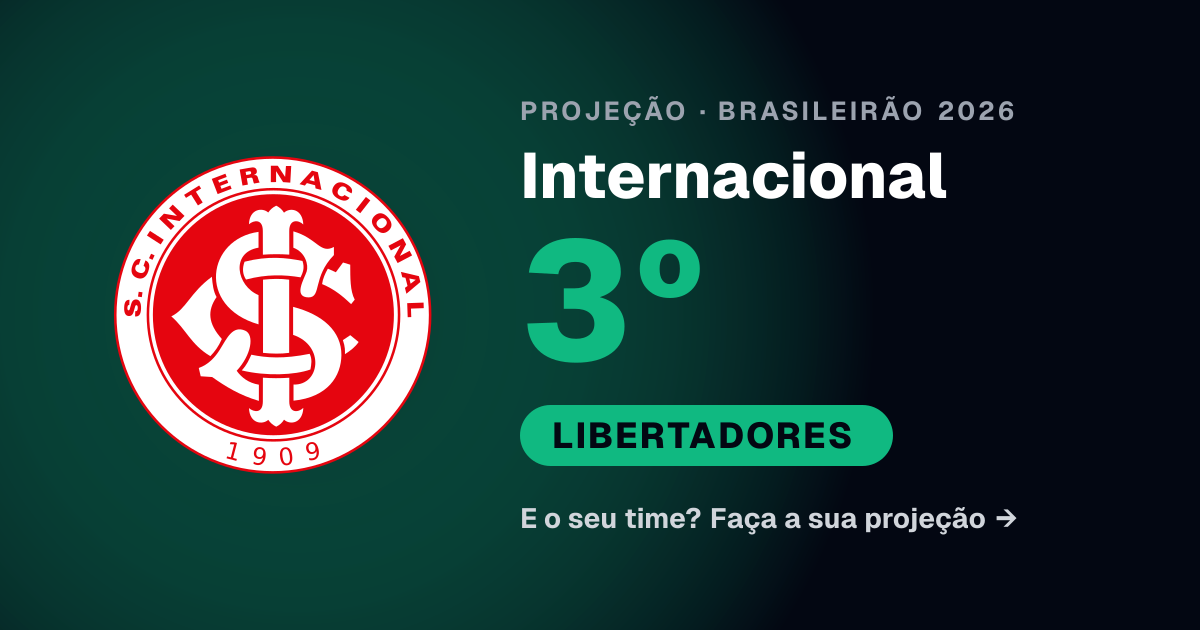 S.C. INTERNACIONAL
1909
PROJEÇÃO · BRASILEIRÃO 2026
Internacional
3º
LIBERTADORES
E o seu time? Faça a sua projeção →